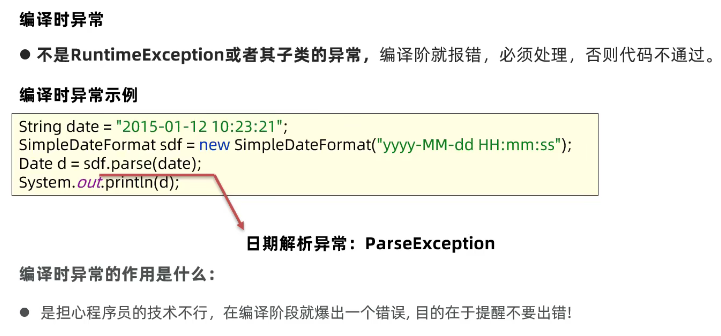 编译时异常
● 不是RuntimeException或者其子类的异常，编译阶就报错，必须处理，否则代码不通过。
编译时异常示例
String date = "2015-01-12 10:23:21";
SimpleDateFormat sdf = new SimpleDateFormat("yyyy-MM-dd HH:mm:ss");
Date d = sdf.parse(date);
System.out.println(d);
日期解析异常：ParseException
编译时异常的作用是什么：
● 是担心程序员的技术不行，在编译阶段就爆出一个错误, 目的在于提醒不要出错!